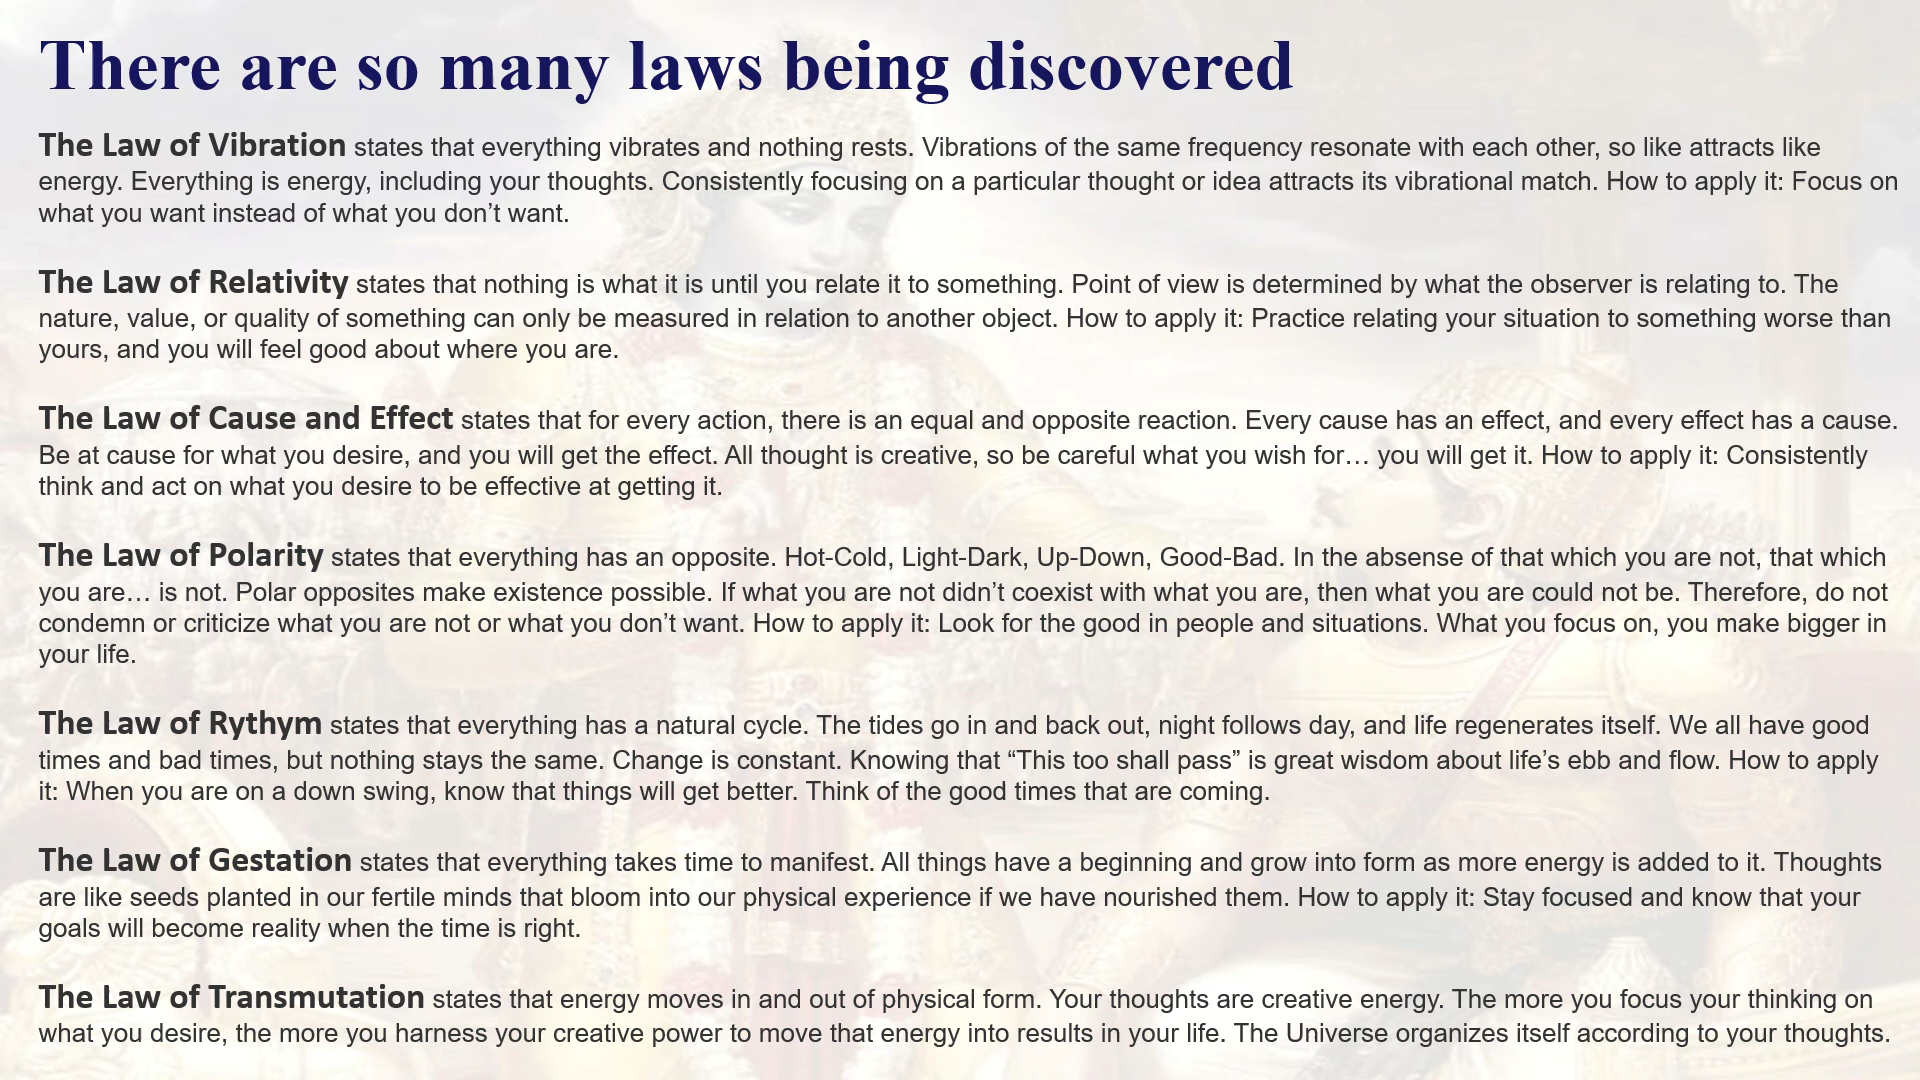 There are so many laws being discovered
The Law of Vibration states that everything vibrates and nothing rests. Vibrations of the same frequency resonate with each other, so like attracts like
energy. Everything is energy, including your thoughts. Consistently focusing on a particular thought or idea attracts its vibrational match. How to apply it: Focus on
what you want instead of what you don’t want.
The Law of Relativity states that nothing is what it is until you relate it to something. Point of view is determined by what the observer is relating to. The
nature, value, or quality of something can only be measured in relation to another object. How to apply it: Practice relating your situation to something worse than
yours, and you will feel good about where you are.
The Law of Cause and Effect states that for every action, there is an equal and opposite reaction. Every cause has an effect, and every effect has a cause.
Be at cause for what you desire, and you will get the effect. All thought is creative, so be careful what you wish for… you will get it. How to apply it: Consistently
think and act on what you desire to be effective at getting it.
The Law of Polarity states that everything has an opposite. Hot-Cold, Light-Dark, Up-Down, Good-Bad. In the absense of that which you are not, that which
you are… is not. Polar opposites make existence possible. If what you are not didn’t coexist with what you are, then what you are could not be. Therefore, do not
condemn or criticize what you are not or what you don’t want. How to apply it: Look for the good in people and situations. What you focus on, you make bigger in
your life.
The Law of Rythym states that everything has a natural cycle. The tides go in and back out, night follows day, and life regenerates itself. We all have good
times and bad times, but nothing stays the same. Change is constant. Knowing that “This too shall pass” is great wisdom about life’s ebb and flow. How to apply
it: When you are on a down swing, know that things will get better. Think of the good times that are coming.
The Law of Gestation states that everything takes time to manifest. All things have a beginning and grow into form as more energy is added to it. Thoughts
are like seeds planted in our fertile minds that bloom into our physical experience if we have nourished them. How to apply it: Stay focused and know that your
goals will become reality when the time is right.
The Law of Transmutation states that energy moves in and out of physical form. Your thoughts are creative energy. The more you focus your thinking on
what you desire, the more you harness your creative power to move that energy into results in your life. The Universe organizes itself according to your thoughts.